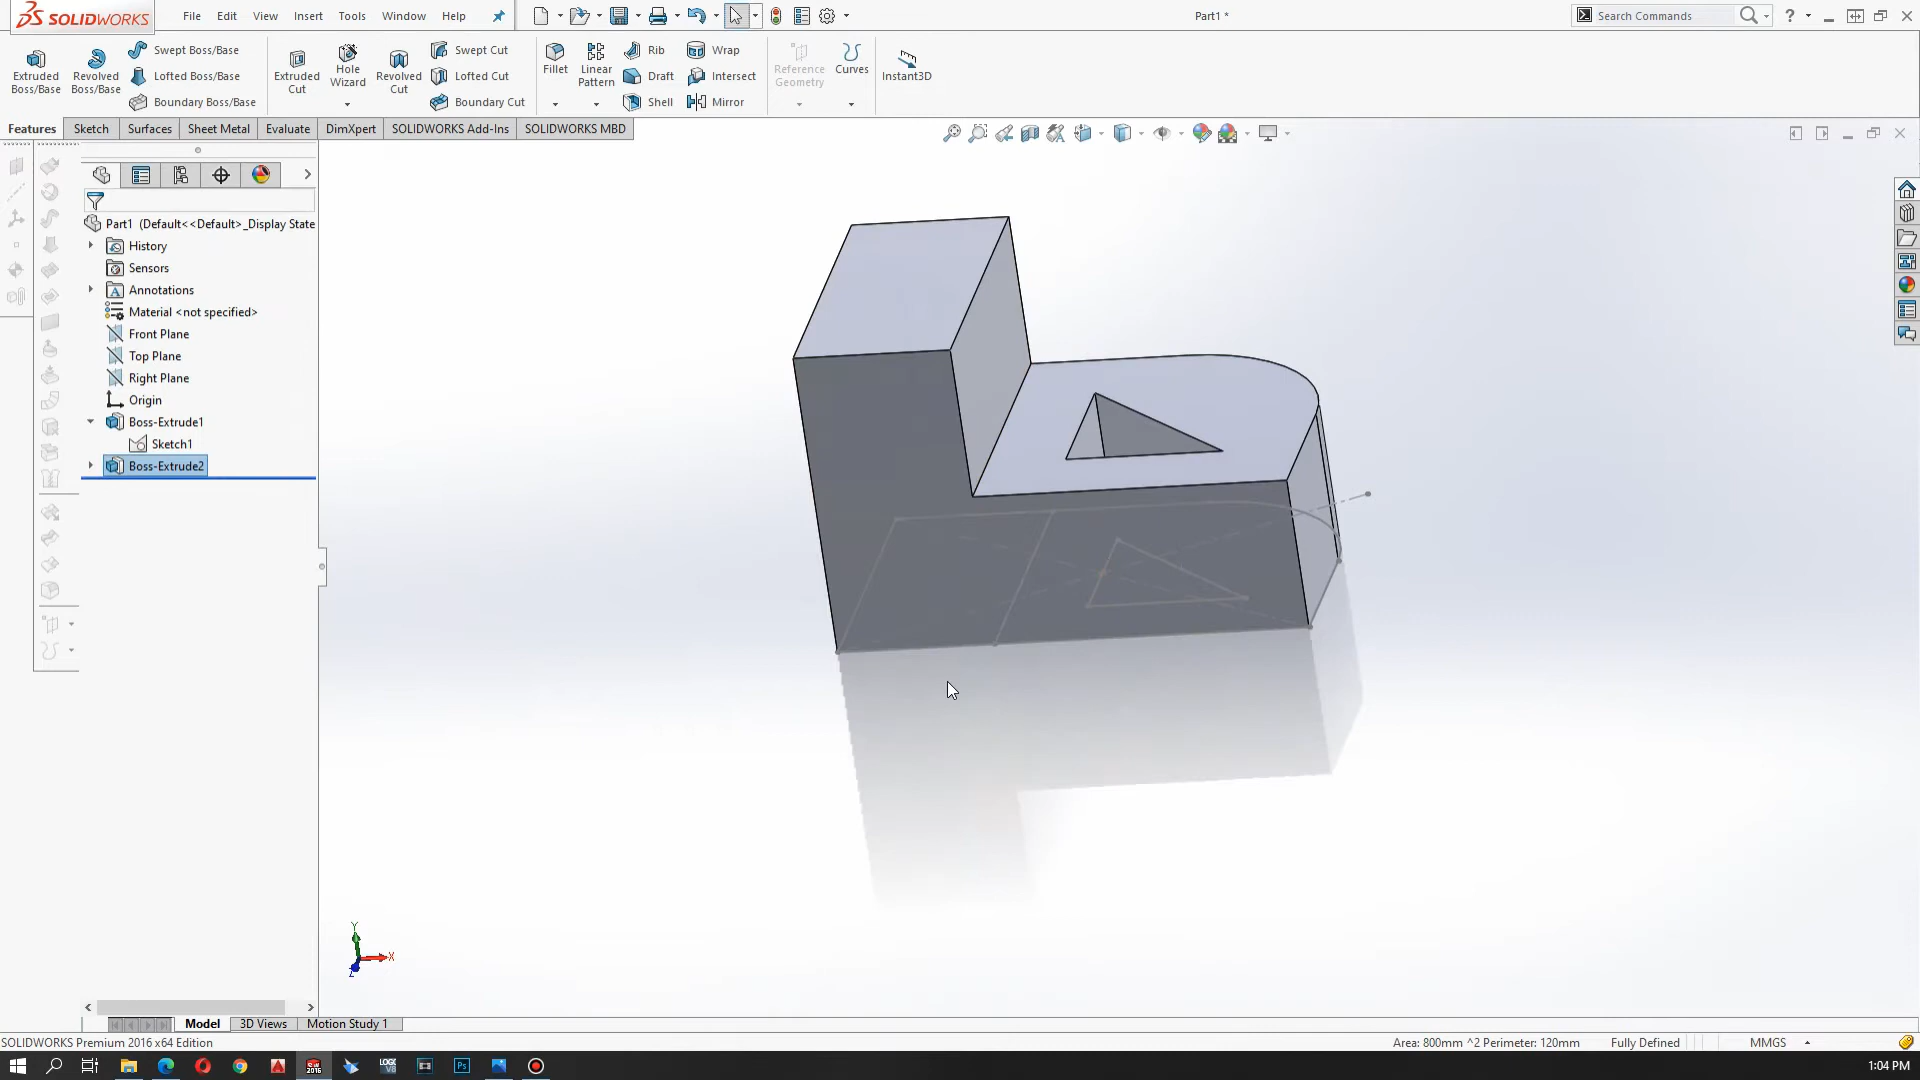 SOLIDWORKS
File Edit View Insert Tools Window Help
Part1 *
Search Commands
Extruded Boss/Base
Revolved Boss/Base
Swept Boss/Base
Lofted Boss/Base
Boundary Boss/Base
Extruded Cut
Hole Wizard
Revolved Cut
Swept Cut
Lofted Cut
Boundary Cut
Fillet
Linear Pattern
Rib
Draft
Shell
Wrap
Intersect
Mirror
Reference Geometry
Curves
Instant3D
Features Sketch Surfaces Sheet Metal Evaluate DimXpert SOLIDWORKS Add-Ins SOLIDWORKS MBD
Part1 (Default<<Default>_Display State
History
Sensors
Annotations
Material <not specified>
Front Plane
Top Plane
Right Plane
Origin
Boss-Extrude1
Sketch1
Boss-Extrude2
Y
X
Z
Model 3D Views Motion Study 1
SOLIDWORKS Premium 2016 x64 Edition
Area: 800mm ^2 Perimeter: 120mm Fully Defined MMGS
1:04 PM